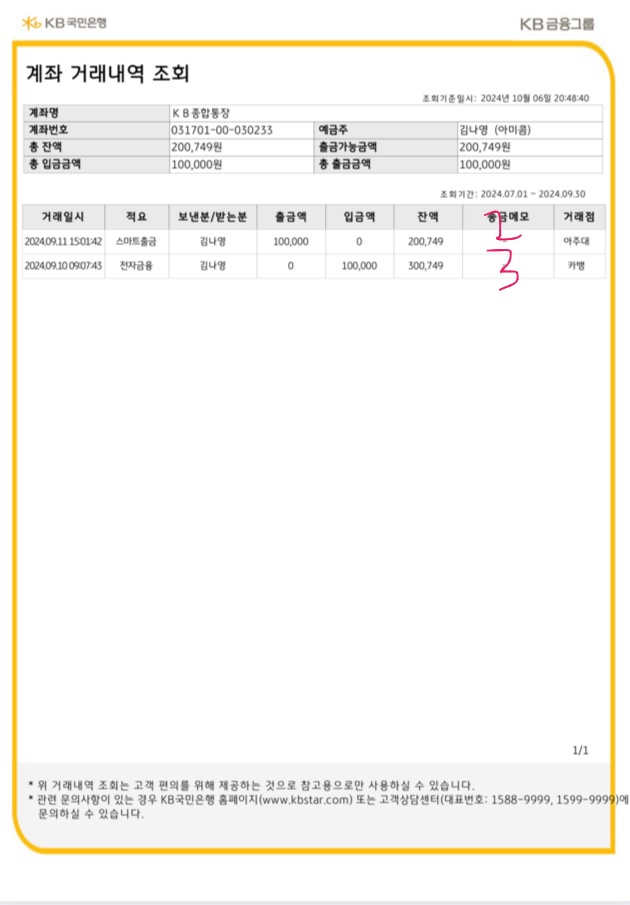 KB국민은행 KB금융그룹
계좌 거래내역 조회
조회기준일시: 2024년 10월 06일 20:48:40
계좌명 KB종합통장
계좌번호 031701-00-030233 예금주 김나영 (아미콤)
총 잔액 200,749원 출금가능금액 200,749원
총 입금금액 100,000원 총 출금금액 100,000원
조회기간: 2024.07.01 ~ 2024.09.30
거래일시 적요 보낸분/받는분 출금액 입금액 잔액 송금메모 거래점
2024.09.11 15:01:42 스마트출금 김나영 100,000 0 200,749 아주대
2
2024.09.10 09:07:43 전자금융 김나영 0 100,000 300,749 카뱅
3
1/1
* 위 거래내역 조회는 고객 편의를 위해 제공하는 것으로 참고용으로만 사용하실 수 있습니다.
* 관련 문의사항이 있는 경우 KB국민은행 홈페이지(www.kbstar.com) 또는 고객상담센터(대표번호: 1588-9999, 1599-9999)에
문의하실 수 있습니다.